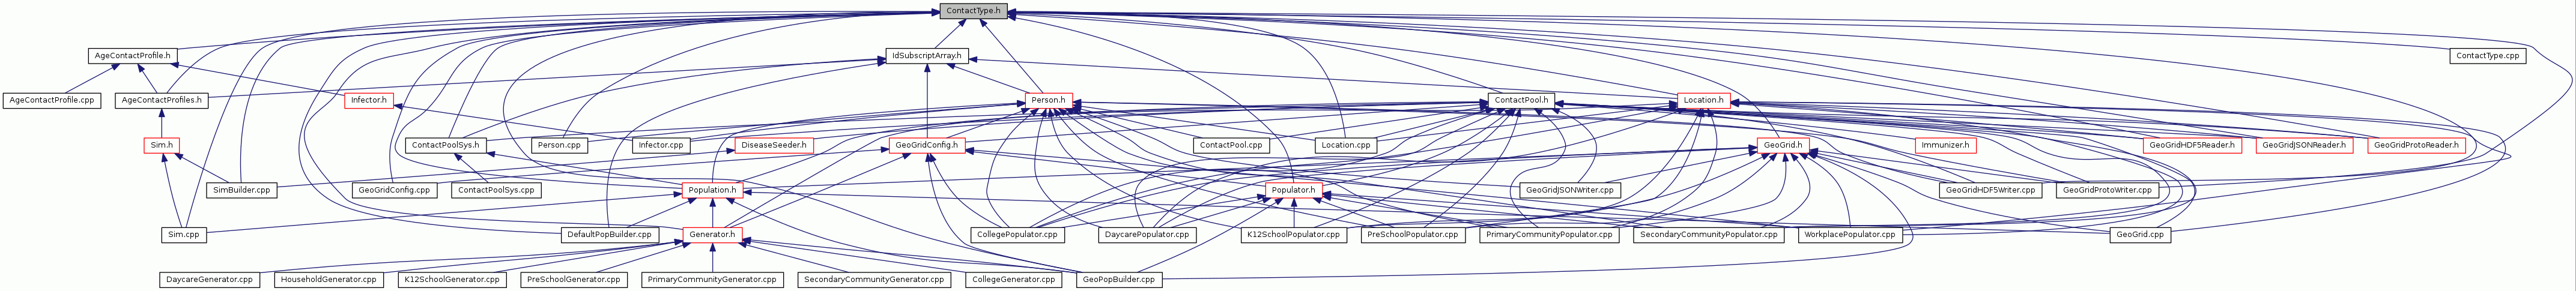 ContactType.h
AgeContactProfile.h
IdSubscriptArray.h
ContactType.cpp
AgeContactProfile.cpp
AgeContactProfiles.h
Infector.h
Person.h
ContactPool.h
Location.h
Sim.h
ContactPoolSys.h
Person.cpp
Infector.cpp
DiseaseSeeder.h
GeoGridConfig.h
ContactPool.cpp
Location.cpp
GeoGrid.h
Immunizer.h
GeoGridHDF5Reader.h
GeoGridJSONReader.h
GeoGridProtoReader.h
SimBuilder.cpp
GeoGridConfig.cpp
ContactPoolSys.cpp
Population.h
Populator.h
GeoGridJSONWriter.cpp
GeoGridHDF5Writer.cpp
GeoGridProtoWriter.cpp
Sim.cpp
DefaultPopBuilder.cpp
Generator.h
CollegePopulator.cpp
DaycarePopulator.cpp
K12SchoolPopulator.cpp
PreSchoolPopulator.cpp
PrimaryCommunityPopulator.cpp
SecondaryCommunityPopulator.cpp
WorkplacePopulator.cpp
GeoGrid.cpp
DaycareGenerator.cpp
HouseholdGenerator.cpp
K12SchoolGenerator.cpp
PreSchoolGenerator.cpp
PrimaryCommunityGenerator.cpp
SecondaryCommunityGenerator.cpp
CollegeGenerator.cpp
GeoPopBuilder.cpp